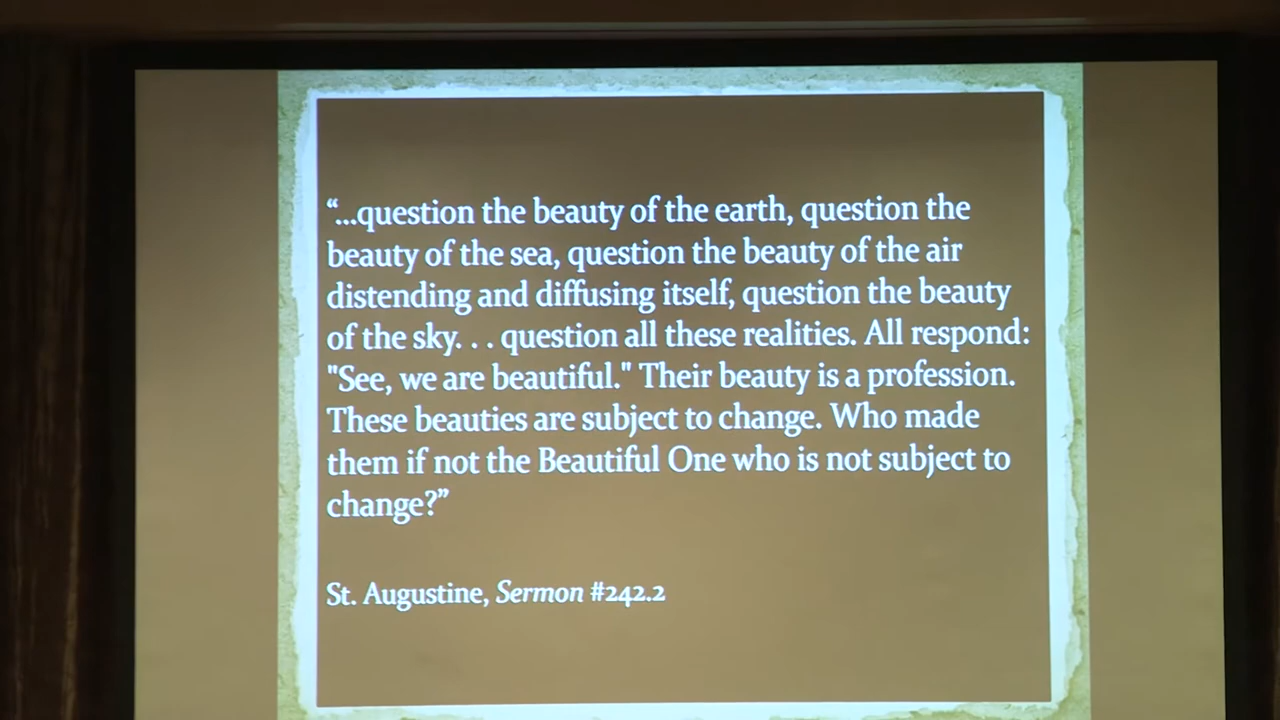 “...question the beauty of the earth, question the
beauty of the sea, question the beauty of the air
distending and diffusing itself, question the beauty
of the sky. . . question all these realities. All respond:
"See, we are beautiful." Their beauty is a profession.
These beauties are subject to change. Who made
them if not the Beautiful One who is not subject to
change?”
St. Augustine, Sermon #242.2